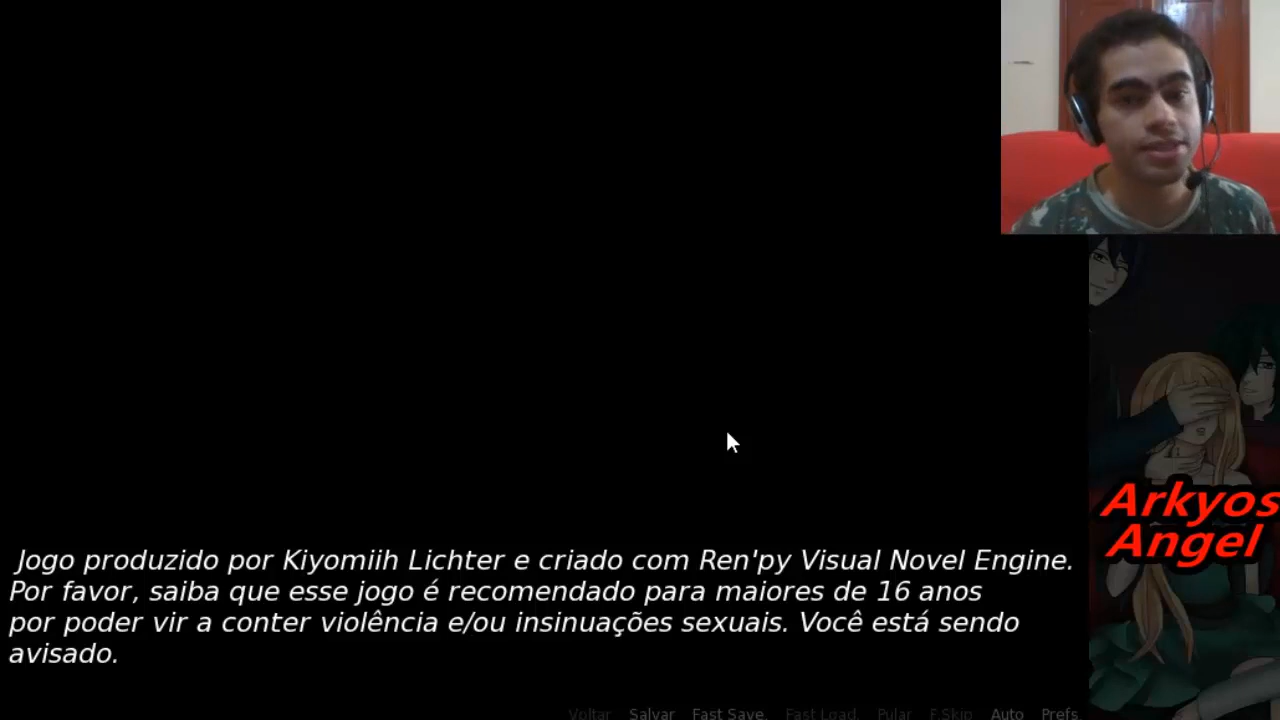 Jogo produzido por Kiyomiih Lichter e criado com Ren'py Visual Novel Engine.
Por favor, saiba que esse jogo é recomendado para maiores de 16 anos
por poder vir a conter violência e/ou insinuações sexuais. Você está sendo
avisado.
Arkyos
Angel
Voltar Salvar Fast Save. Fast Load. Pular F.Skip Auto Prefs